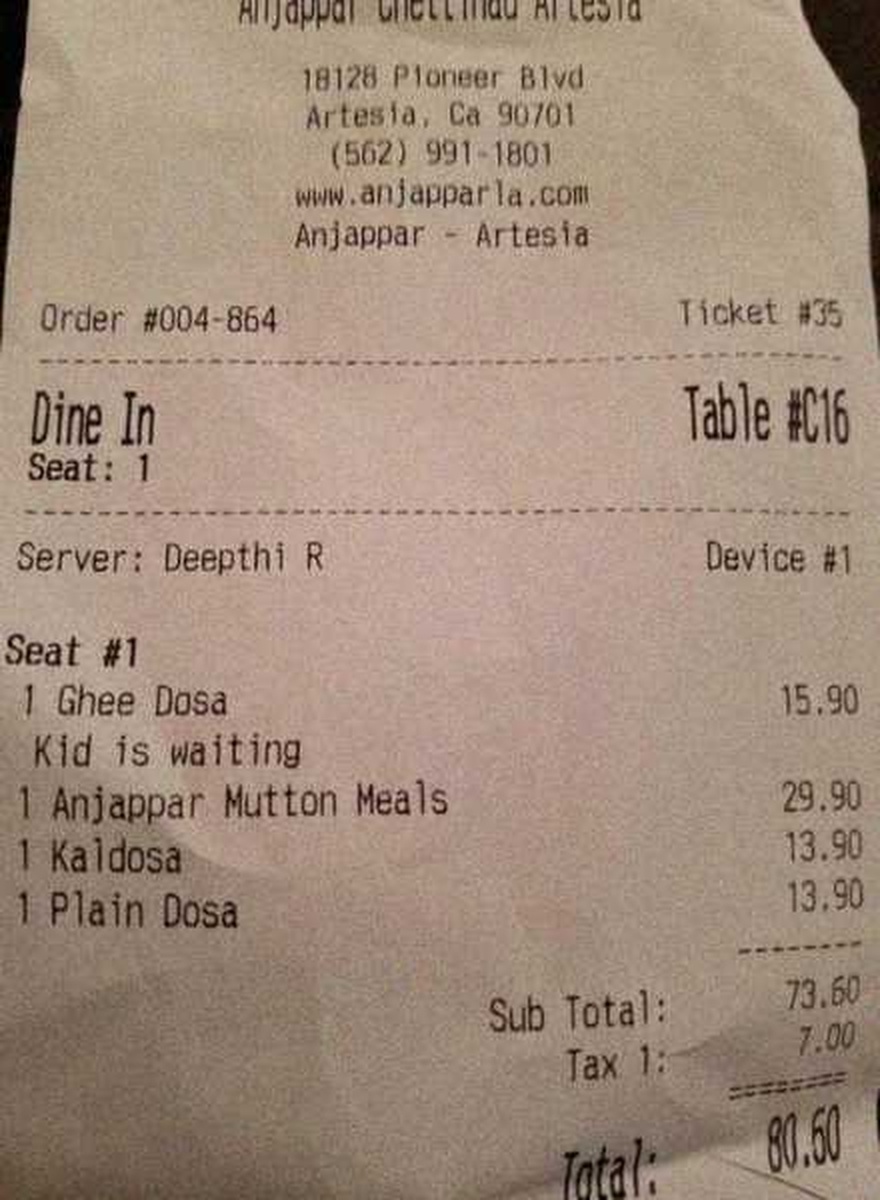 Anjappar Chettinad Artesia
18128 Pioneer Blvd
Artesia, Ca 90701
(562) 991-1801
www.anjapparla.com
Anjappar - Artesia
Order #004-864 Ticket #35
Dine In Table #C16
Seat: 1
Server: Deepthi R Device #1
Seat #1
1 Ghee Dosa 15.90
Kid is waiting
1 Anjappar Mutton Meals 29.90
1 Kaldosa 13.90
1 Plain Dosa 13.90
Sub Total: 73.60
Tax 1: 7.00
Total: 80.60